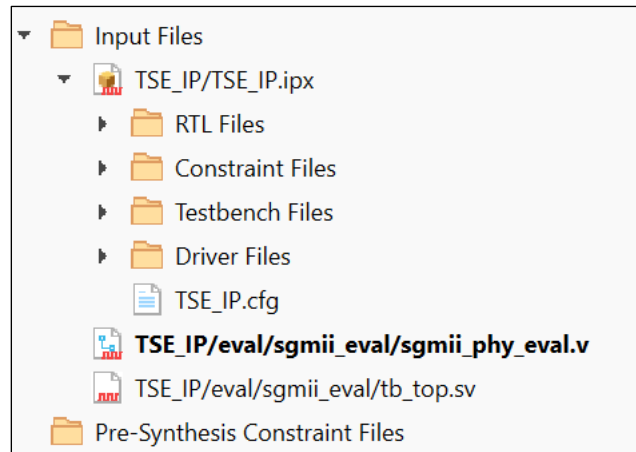 Input Files
TSE_IP/TSE_IP.ipx
RTL Files
Constraint Files
Testbench Files
Driver Files
TSE_IP.cfg
TSE_IP/eval/sgmii_eval/sgmii_phy_eval.v
TSE_IP/eval/sgmii_eval/tb_top.sv
Pre-Synthesis Constraint Files